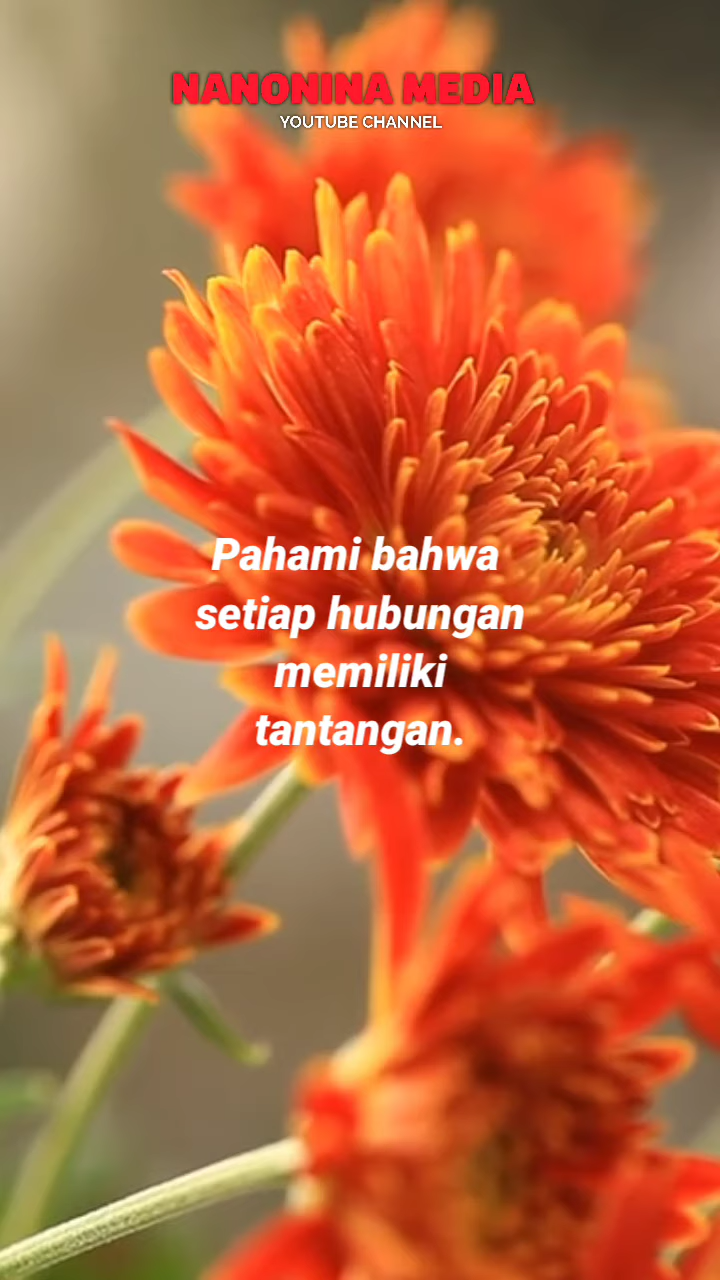 NANONINA MEDIA
YOUTUBE CHANNEL
Pahami bahwa
setiap hubungan
memiliki
tantangan.